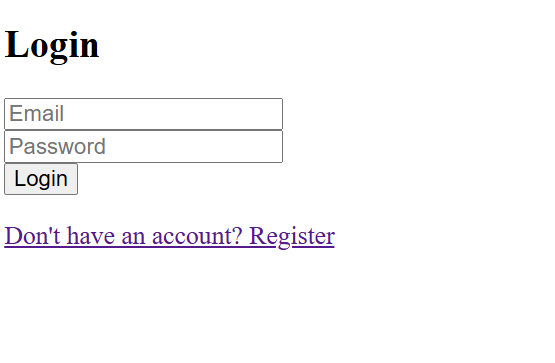 Login
Email
Password
Login
Don't have an account? Register